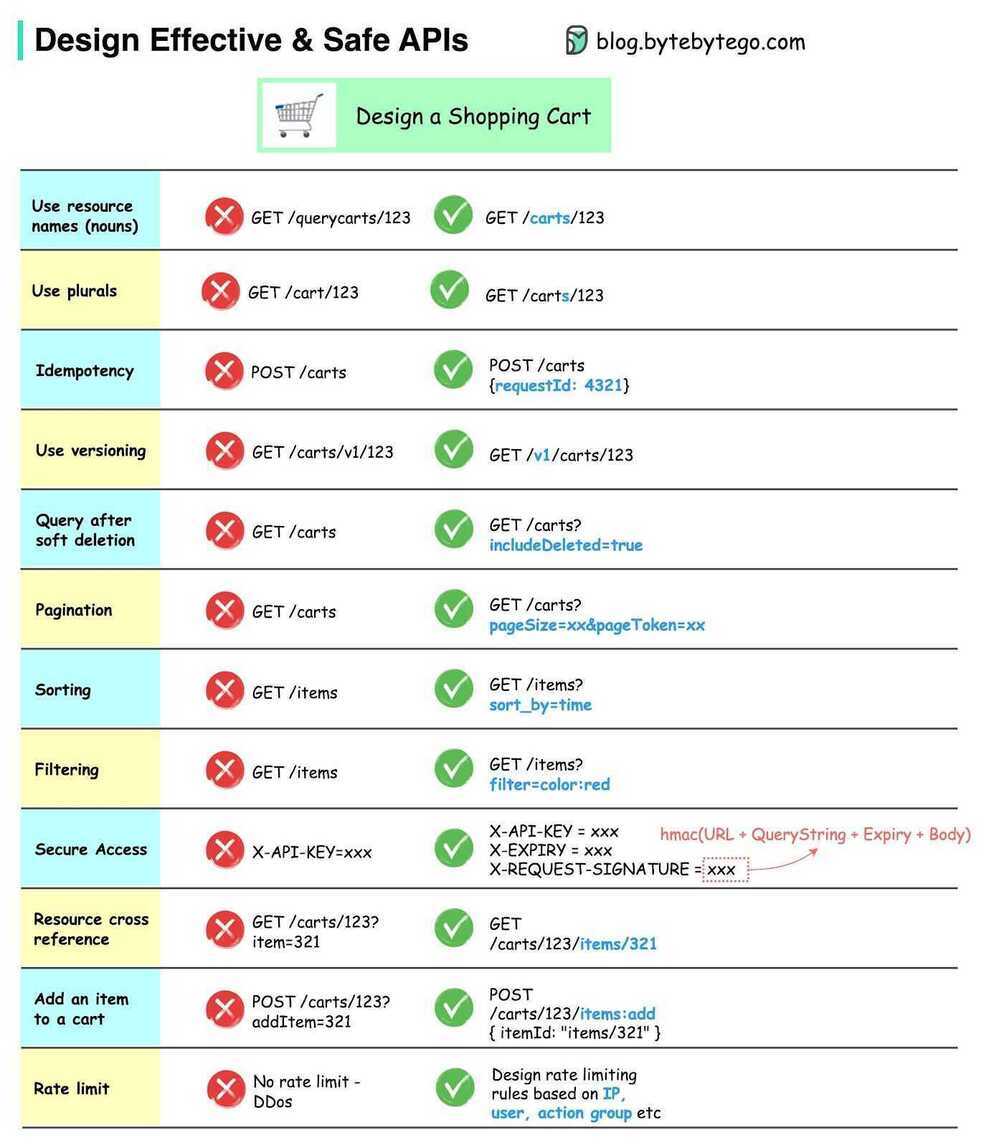 Design Effective & Safe APIs
blog.bytebytego.com
Design a Shopping Cart
Use resource
names (nouns)
GET /querycarts/123
GET /carts/123
Use plurals
GET /cart/123
GET /carts/123
Idempotency
POST /carts
POST /carts
{requestId: 4321}
Use versioning
GET /carts/v1/123
GET /v1/carts/123
Query after
soft deletion
GET /carts
GET /carts?
includeDeleted=true
Pagination
GET /carts
GET /carts?
pageSize=xx&pageToken=xx
Sorting
GET /items
GET /items?
sort_by=time
Filtering
GET /items
GET /items?
filter=color:red
Secure Access
X-API-KEY=xxx
X-API-KEY = xxx
X-EXPIRY = xxx
X-REQUEST-SIGNATURE = xxx
hmac(URL + QueryString + Expiry + Body)
Resource cross
reference
GET /carts/123?
item=321
GET
/carts/123/items/321
Add an item
to a cart
POST /carts/123?
addItem=321
POST
/carts/123/items:add
{ itemId: "items/321" }
Rate limit
No rate limit -
DDos
Design rate limiting
rules based on IP,
user, action group etc